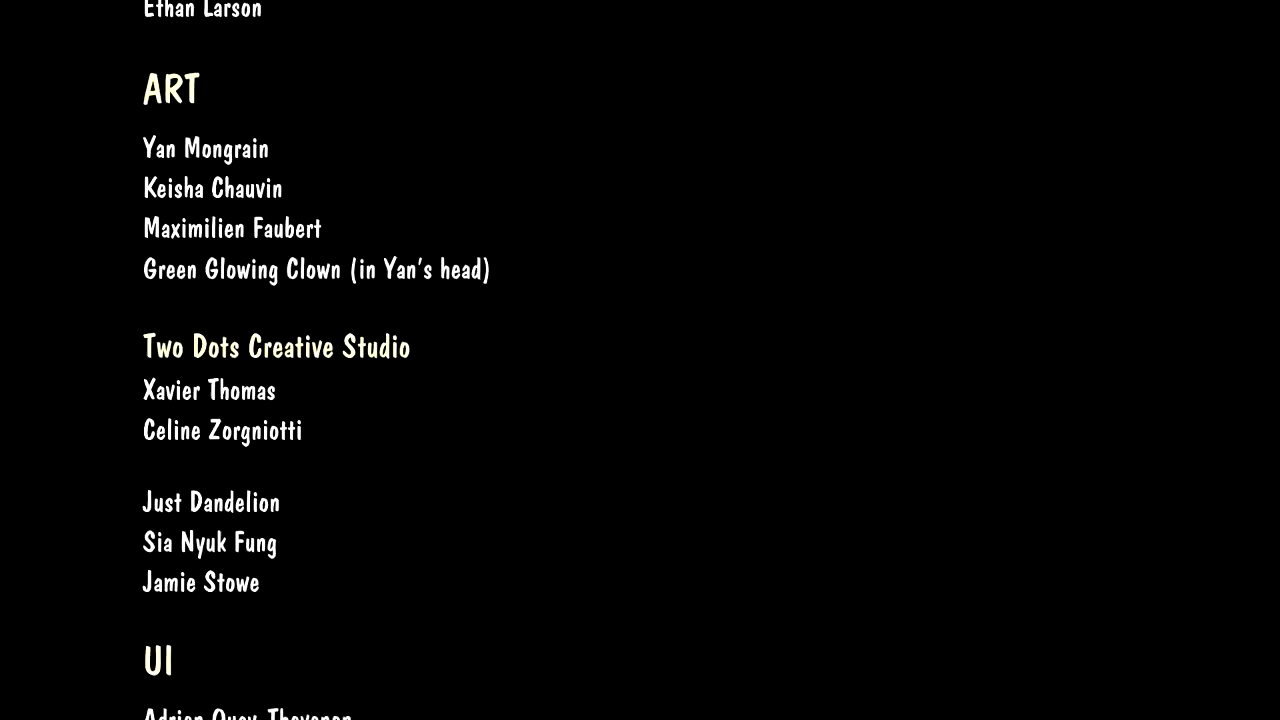 Ethan Larson
ART
Yan Mongrain
Keisha Chauvin
Maximilien Faubert
Green Glowing Clown (in Yan's head)
Two Dots Creative Studio
Xavier Thomas
Celine Zorgniotti
Just Dandelion
Sia Nyuk Fung
Jamie Stowe
UI
Adrien